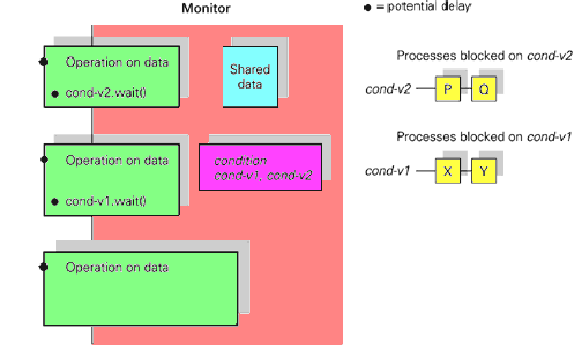 Monitor
● = potential delay
Operation on data
● cond-v2.wait()
Shared
data
Processes blocked on cond-v2
cond-v2
P
Q
Operation on data
● cond-v1.wait()
condition
cond-v1, cond-v2
Processes blocked on cond-v1
cond-v1
X
Y
Operation on data